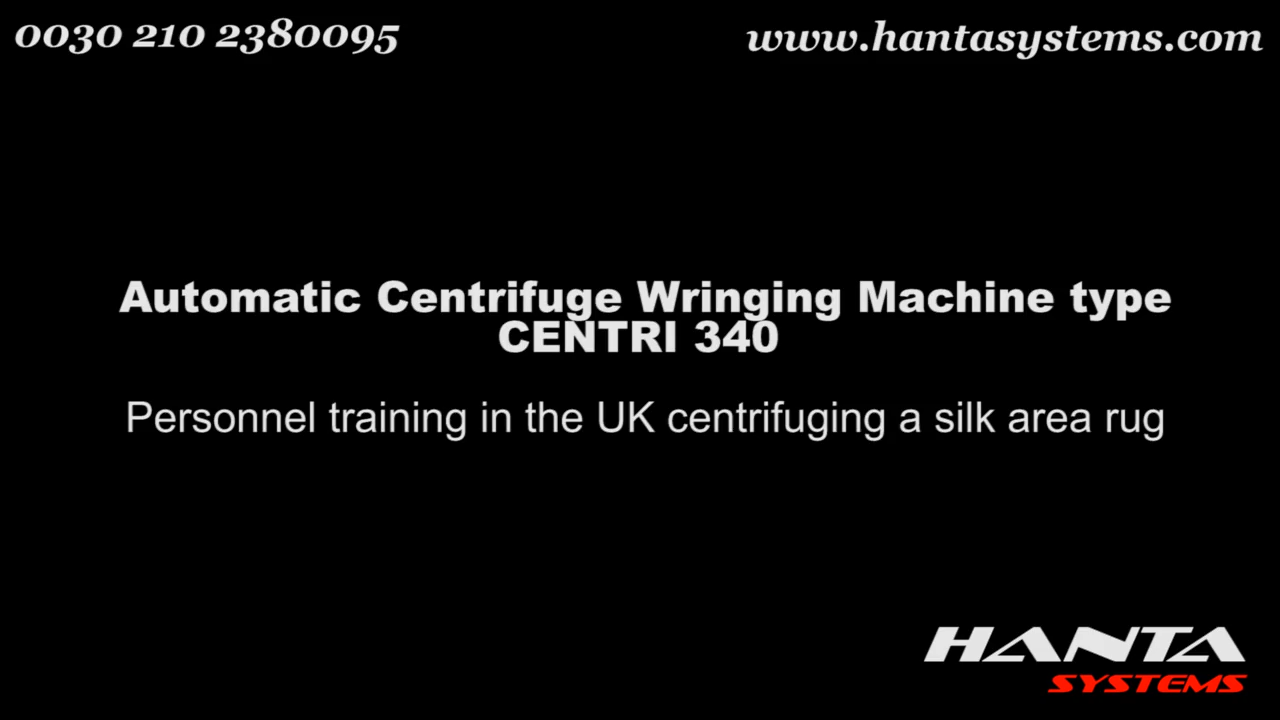 0030 210 2380095
www.hantasystems.com
Automatic Centrifuge Wringing Machine type
CENTRI 340
Personnel training in the UK centrifuging a silk area rug
HANTA
SYSTEMS